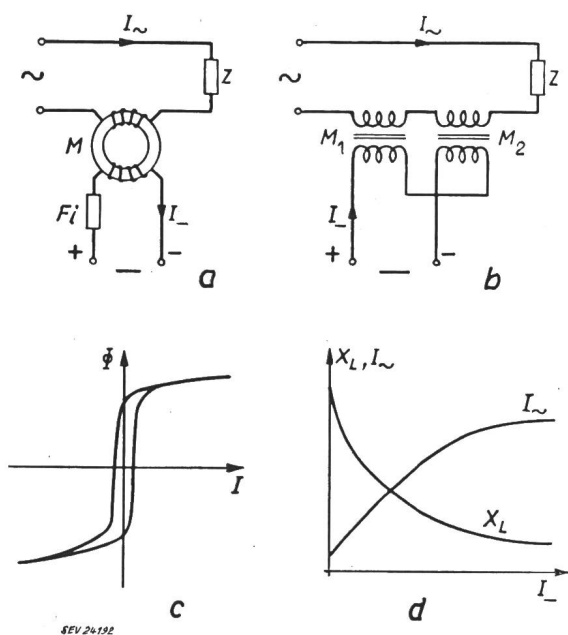 I~
~
Z
M
Fi
I_
+
–
-
a
I~
~
Z
M1
M2
I_
+
–
-
b
Φ
I
c
XL, I~
I~
XL
I_
d
SEV 24192